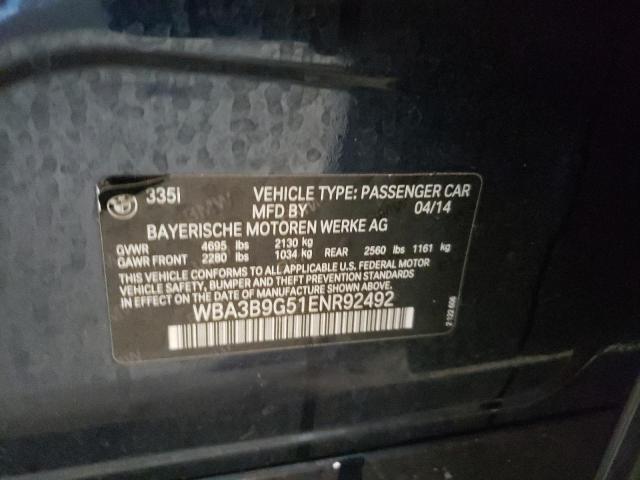 335i VEHICLE TYPE: PASSENGER CAR
MFD BY 04/14
BAYERISCHE MOTOREN WERKE AG
GVWR 4695 lbs 2130 kg
GAWR FRONT 2280 lbs 1034 kg REAR 2560 lbs 1161 kg
THIS VEHICLE CONFORMS TO ALL APPLICABLE U.S. FEDERAL MOTOR
VEHICLE SAFETY, BUMPER AND THEFT PREVENTION STANDARDS
IN EFFECT ON THE DATE OF MANUFACTURE SHOWN ABOVE.
WBA3B9G51ENR92492